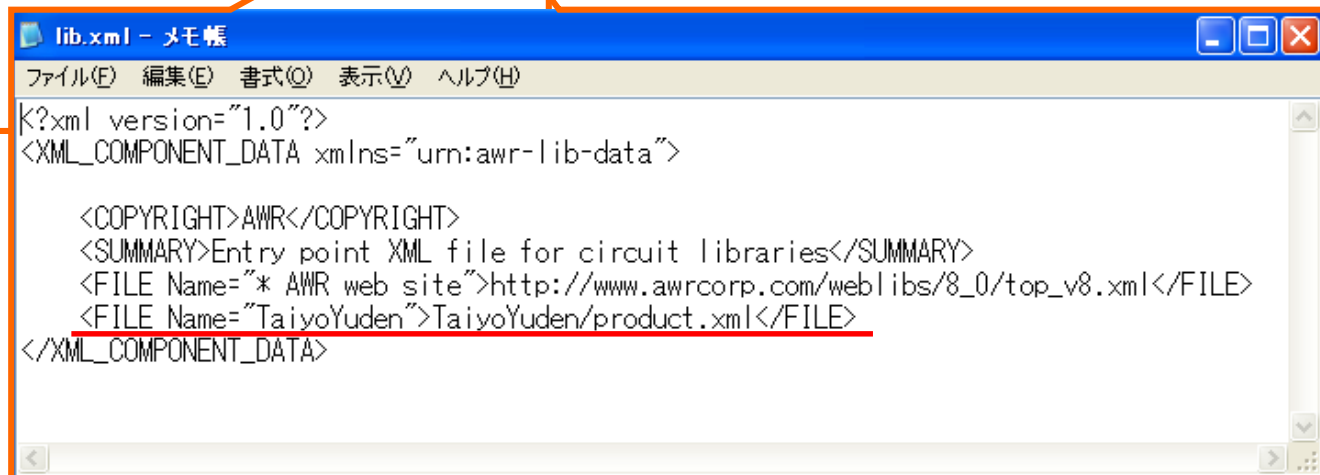 lib.xml - メモ帳
ファイル(F) 編集(E) 書式(O) 表示(V) ヘルプ(H)
<?xml version="1.0"?>
<XML_COMPONENT_DATA xmlns="urn:awr-lib-data">
<COPYRIGHT>AWR</COPYRIGHT>
<SUMMARY>Entry point XML file for circuit libraries</SUMMARY>
<FILE Name="* AWR web site">http://www.awrcorp.com/weblibs/8_0/top_v8.xml</FILE>
<FILE Name="TaiyoYuden">TaiyoYuden/product.xml</FILE>
</XML_COMPONENT_DATA>